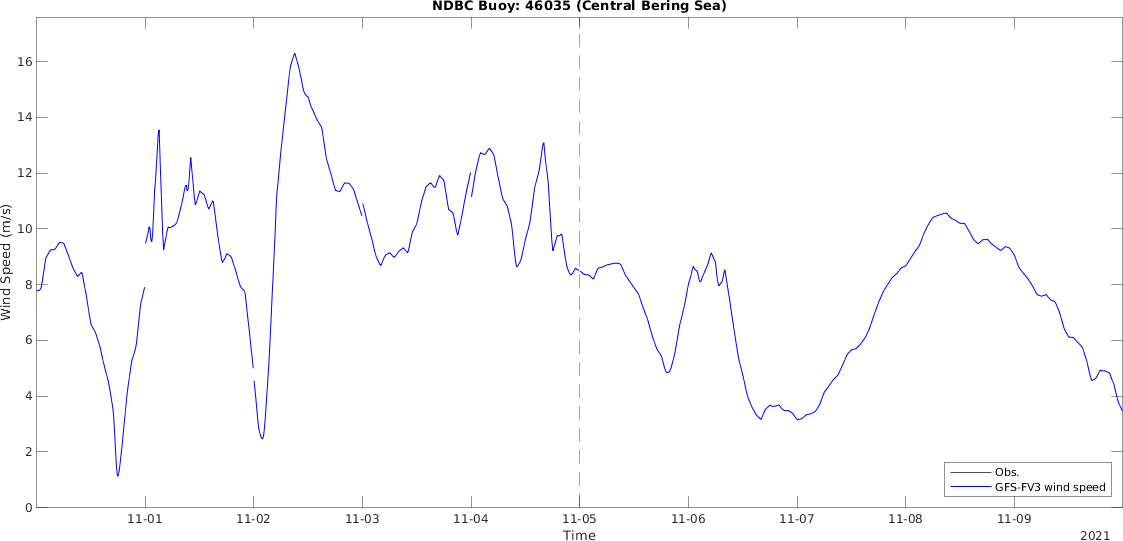 NDBC Buoy: 46035 (Central Bering Sea)
Wind Speed (m/s)
16
14
12
10
8
6
4
2
0
11-01 11-02 11-03 11-04 11-05 11-06 11-07 11-08 11-09
Time
2021
Obs.
GFS-FV3 wind speed